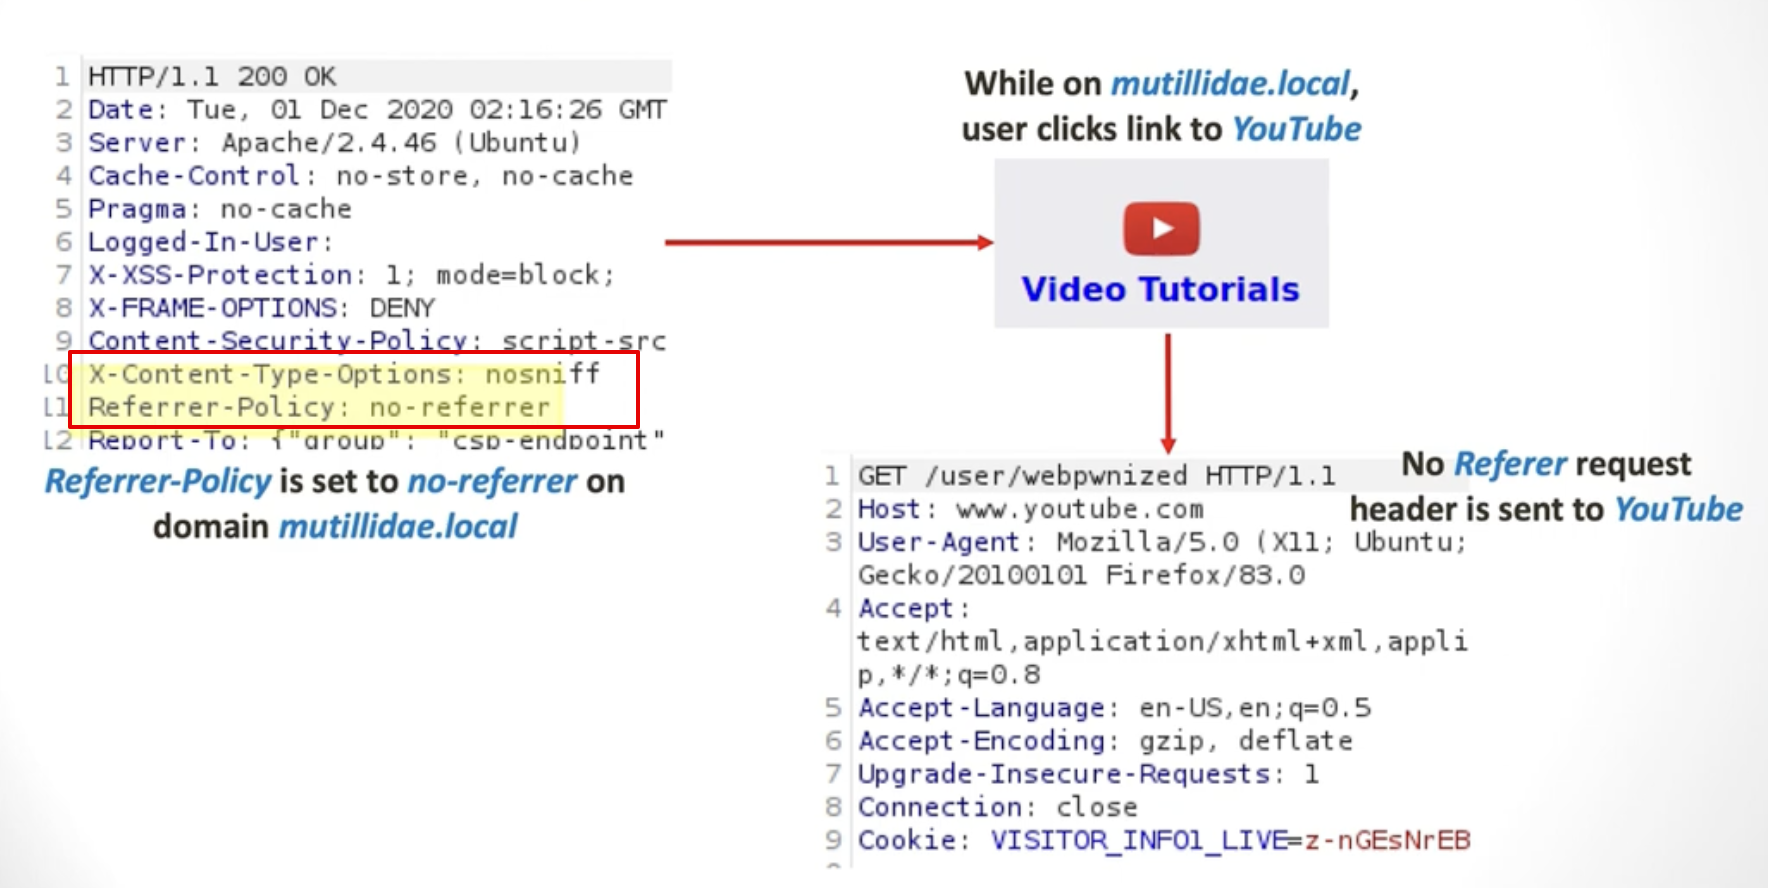 1 HTTP/1.1 200 OK
2 Date: Tue, 01 Dec 2020 02:16:26 GMT
3 Server: Apache/2.4.46 (Ubuntu)
4 Cache-Control: no-store, no-cache
5 Pragma: no-cache
6 Logged-In-User:
7 X-XSS-Protection: 1; mode=block;
8 X-FRAME-OPTIONS: DENY
9 Content-Security-Policy: script-src
10 X-Content-Type-Options: nosniff
11 Referrer-Policy: no-referrer
12 Report-To: {"group": "csp-endpoint"
Referrer-Policy is set to no-referrer on
domain mutillidae.local
While on mutillidae.local,
user clicks link to YouTube
Video Tutorials
No Referer request
header is sent to YouTube
1 GET /user/webpwnized HTTP/1.1
2 Host: www.youtube.com
3 User-Agent: Mozilla/5.0 (X11; Ubuntu;
Gecko/20100101 Firefox/83.0
4 Accept:
text/html,application/xhtml+xml,appli
p,*/*;q=0.8
5 Accept-Language: en-US,en;q=0.5
6 Accept-Encoding: gzip, deflate
7 Upgrade-Insecure-Requests: 1
8 Connection: close
9 Cookie: VISITOR_INFO1_LIVE=z-nGEsNrEB